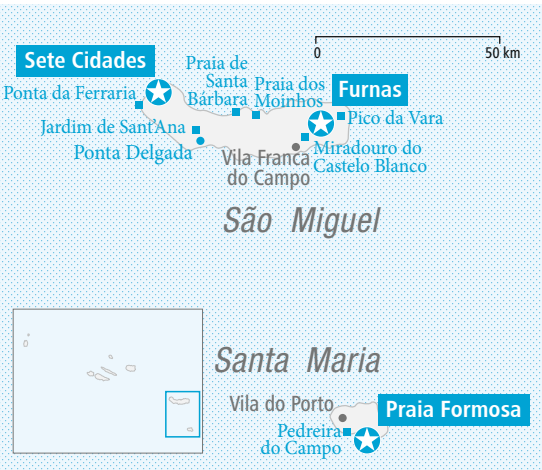 0 50 km
Sete Cidades
Praia de
Santa
Bárbara
Praia dos
Moinhos
Furnas
Ponta da Ferraria
Pico da Vara
Jardim de Sant'Ana
Ponta Delgada
Miradouro do
Castelo Blanco
Vila Franca
do Campo
São Miguel
Santa Maria
Vila do Porto
Praia Formosa
Pedreira
do Campo